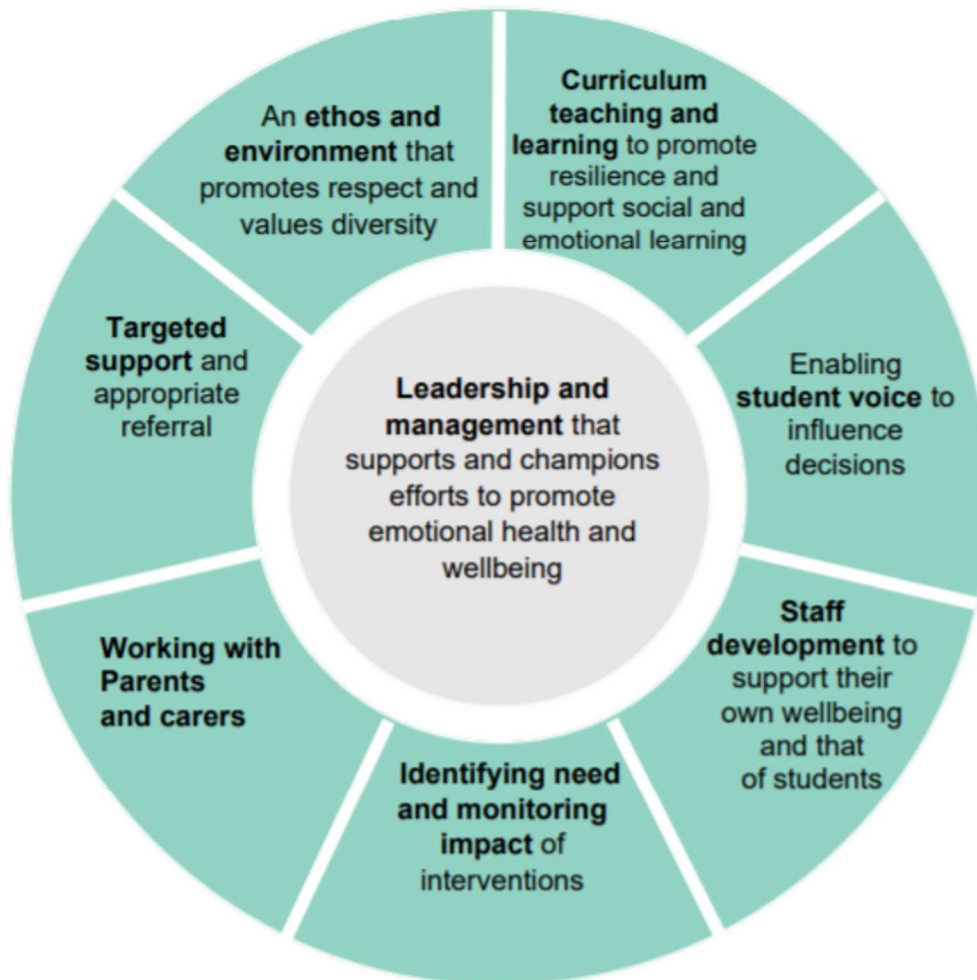 An ethos and
environment that
promotes respect and
values diversity
Curriculum
teaching and
learning to promote
resilience and
support social and
emotional learning
Enabling
student voice to
influence
decisions
Staff
development to
support their
own wellbeing
and that
of students
Identifying need
and monitoring
impact of
interventions
Working with
Parents
and carers
Targeted
support and
appropriate
referral
Leadership and
management that
supports and champions
efforts to promote
emotional health and
wellbeing